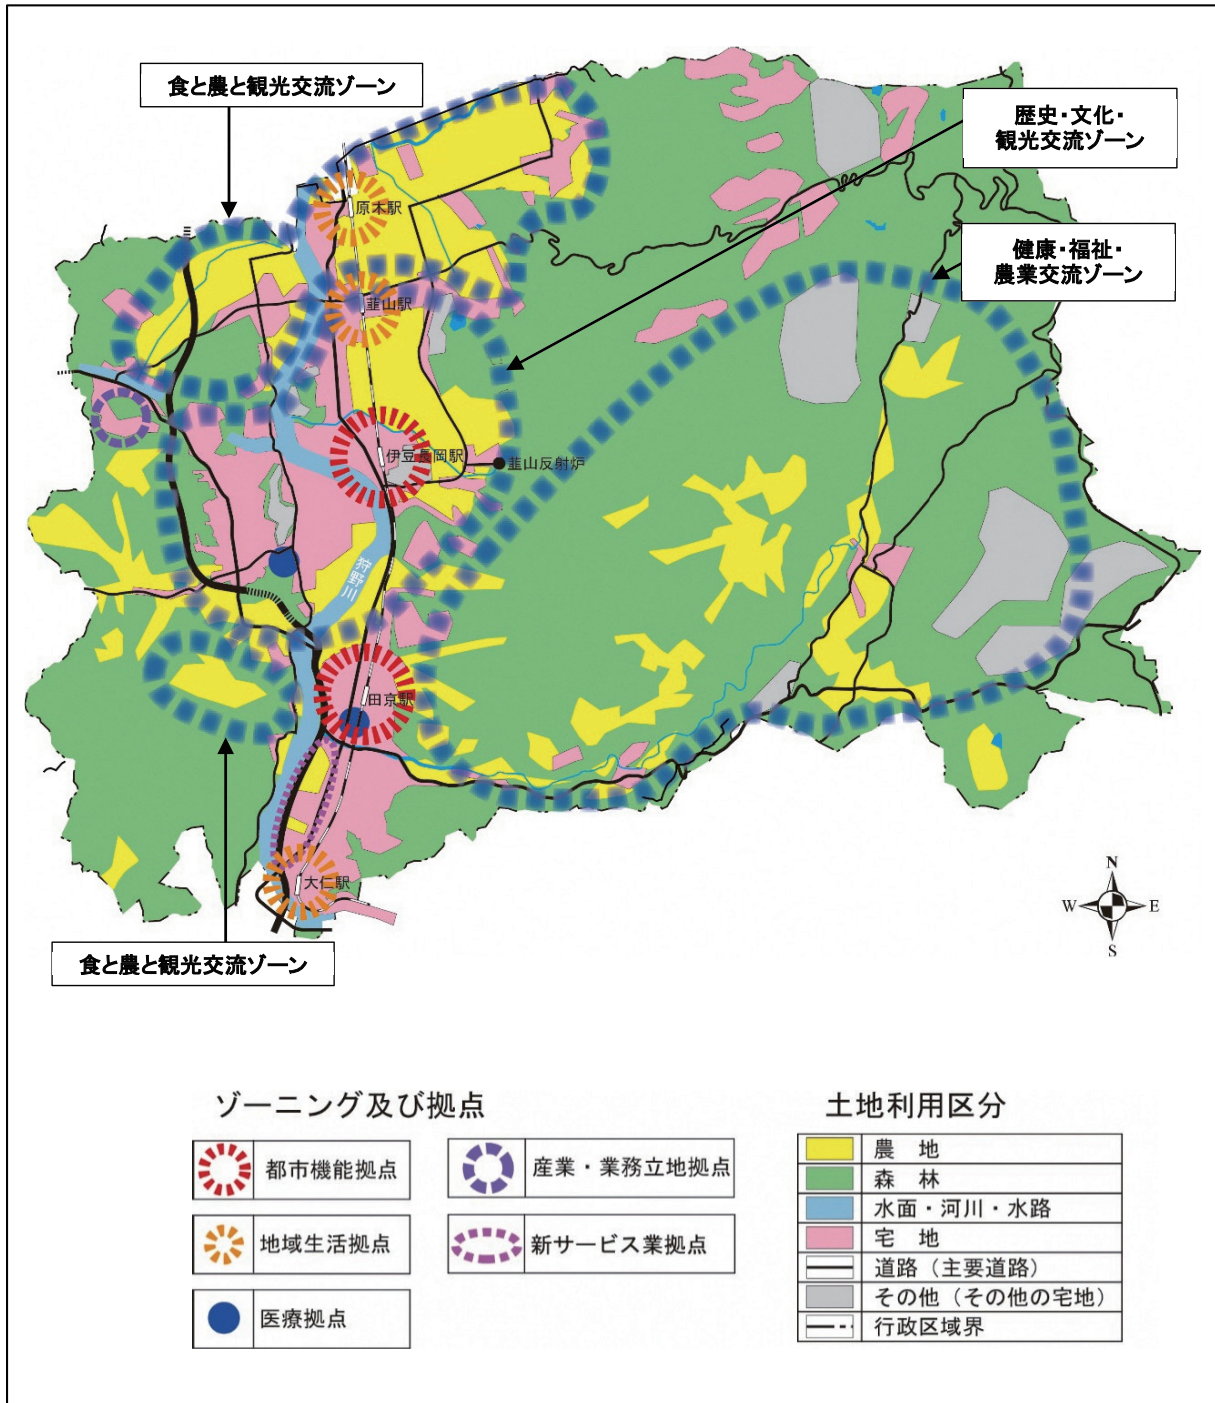 食と農と観光交流ゾーン
歴史・文化・
観光交流ゾーン
健康・福祉・
農業交流ゾーン
原木駅
韮山駅
伊豆長岡駅
韮山反射炉
狩野川
田京駅
大仁駅
食と農と観光交流ゾーン
N
W
E
S
ゾーニング及び拠点
都市機能拠点
産業・業務立地拠点
地域生活拠点
新サービス業拠点
医療拠点
土地利用区分
農 地
森 林
水面・河川・水路
宅 地
道路（主要道路）
その他（その他の宅地）
行政区域界